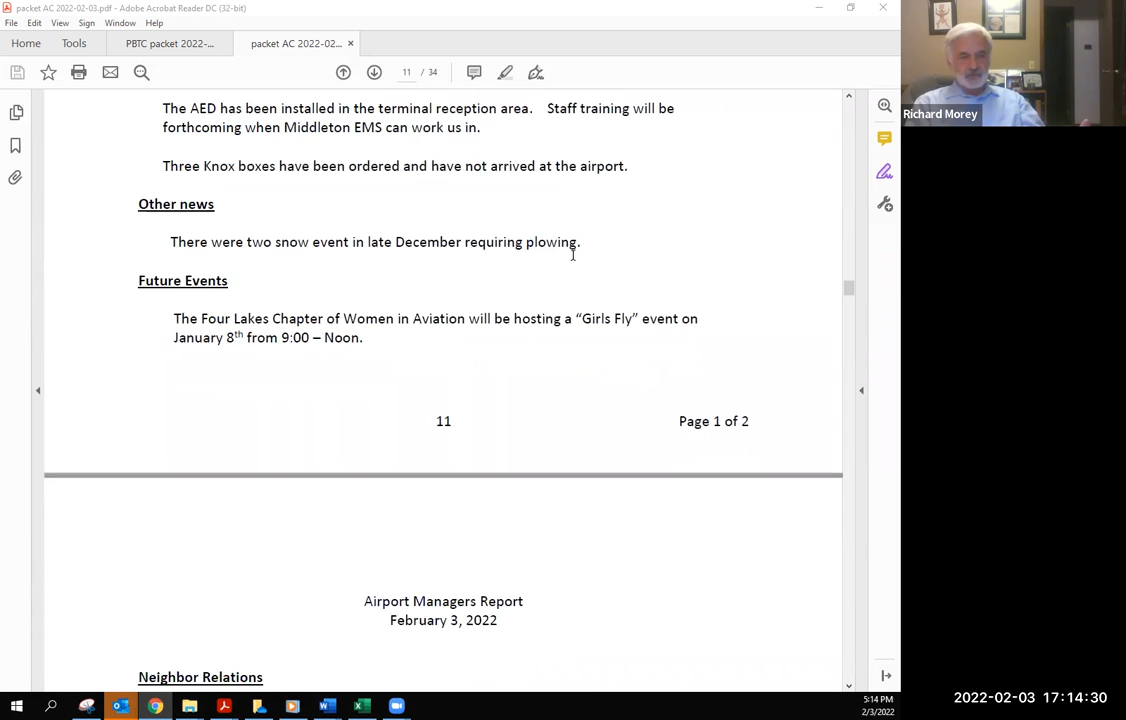 packet AC 2022-02-03.pdf - Adobe Acrobat Reader DC (32-bit)
File Edit View Sign Window Help
Home Tools PBTC packet 2022-... packet AC 2022-02... ×
11 / 34
The AED has been installed in the terminal reception area. Staff training will be
forthcoming when Middleton EMS can work us in.
Three Knox boxes have been ordered and have not arrived at the airport.
Other news
There were two snow event in late December requiring plowing.
Future Events
The Four Lakes Chapter of Women in Aviation will be hosting a “Girls Fly” event on
January 8th from 9:00 – Noon.
11 Page 1 of 2
Airport Managers Report
February 3, 2022
Neighbor Relations
Richard Morey
5:14 PM
2/3/2022
2022-02-03 17:14:30